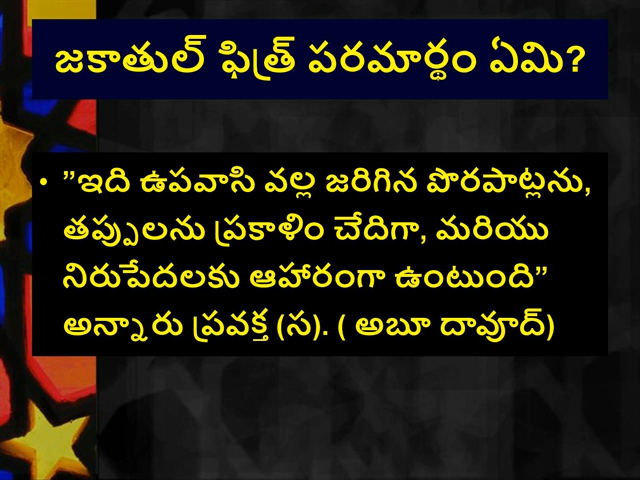 జకాతుల్ ఫిత్ర్ పరమార్థం ఏమి?
• ”ఇది ఉపవాసి వల్ల జరిగిన పొరపాట్లను,
తప్పులను ప్రకాళిం చేదిగా, మరియు
నిరుపేదలకు ఆహారంగా ఉంటుంది”
అన్నారు ప్రవక్త (స). ( అబూ దావూద్)